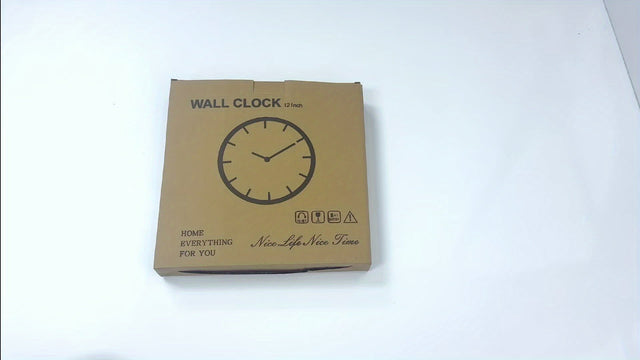 WALL CLOCK 12 Inch
HOME
EVERYTHING
FOR YOU
Nice Life Nice Time